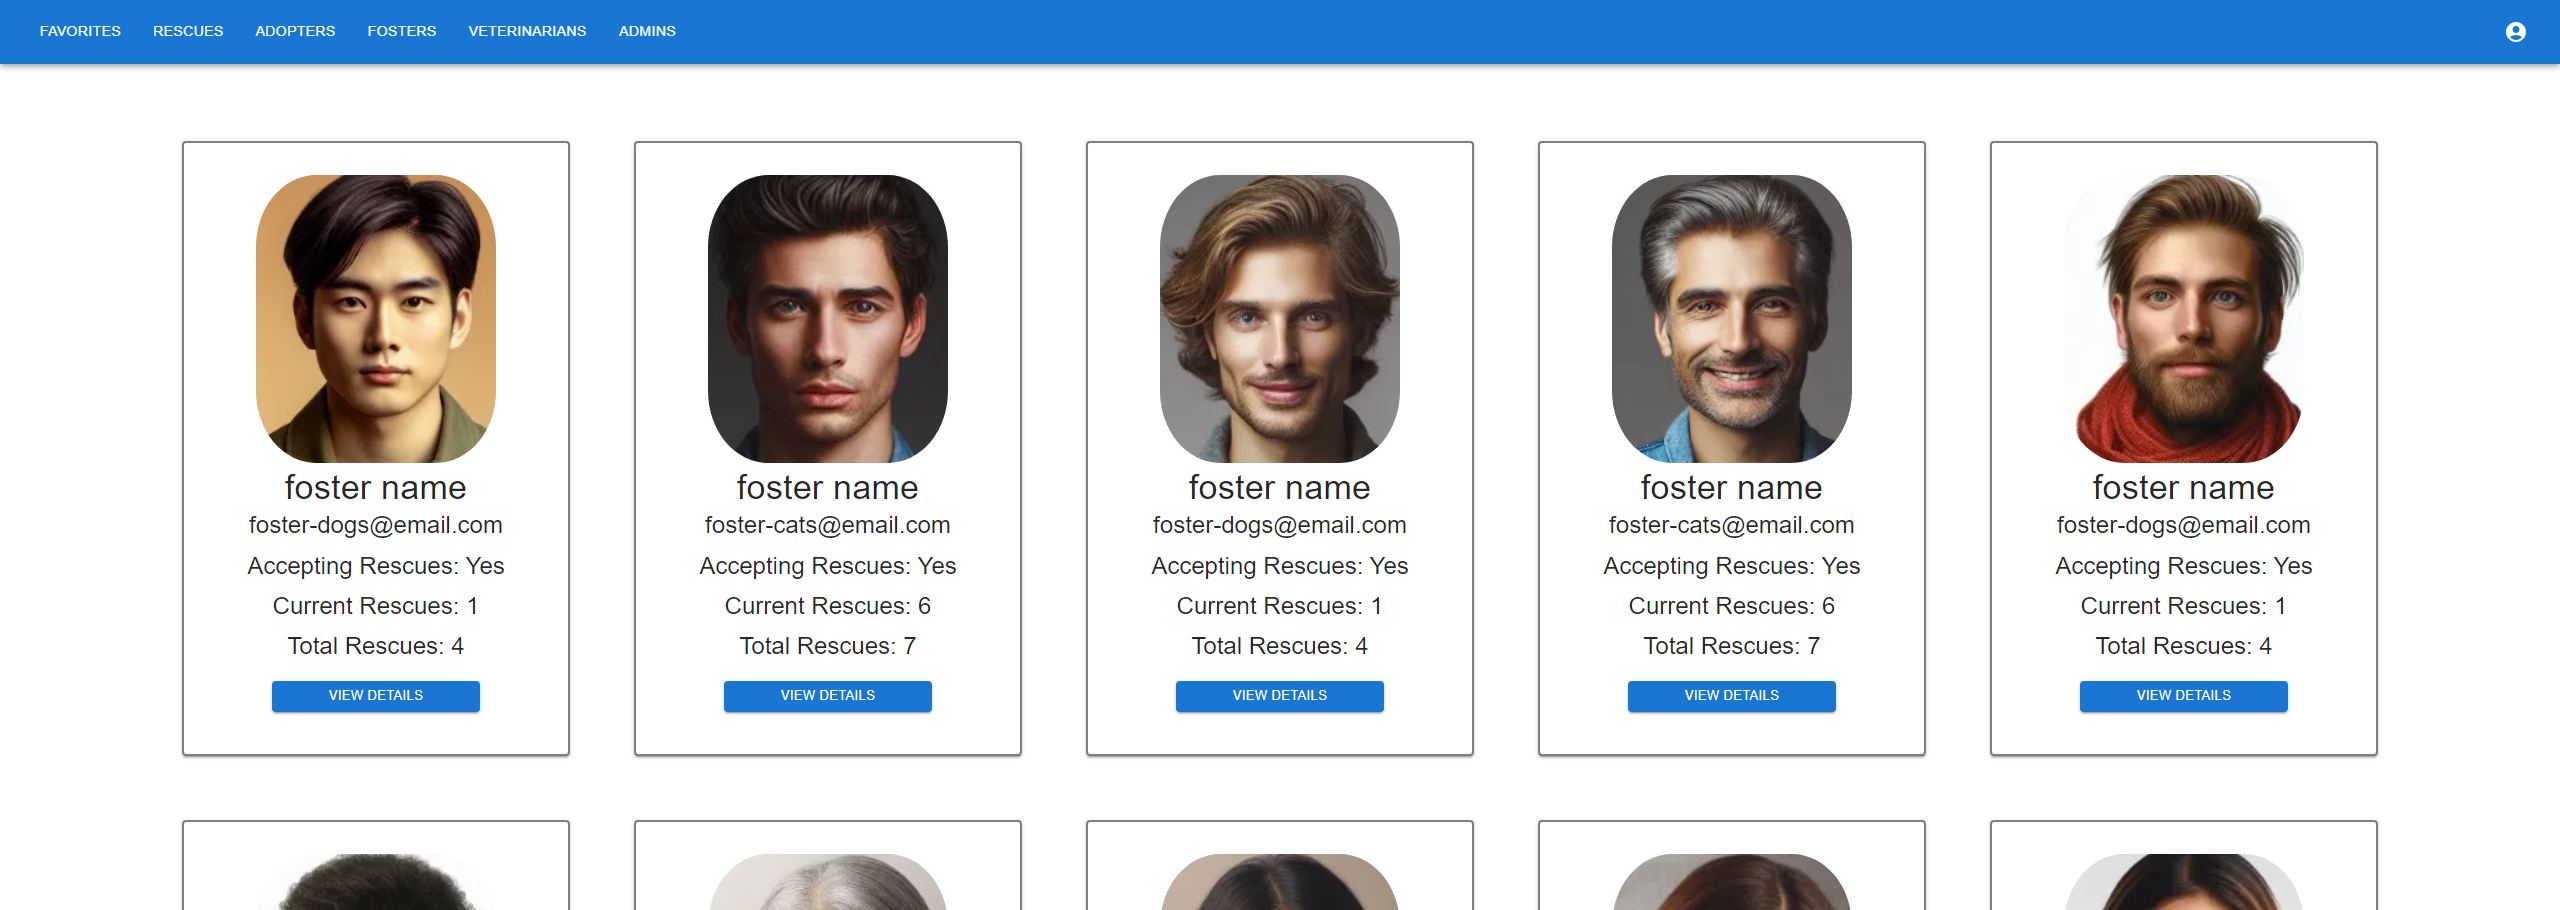 FAVORITES RESCUES ADOPTERS FOSTERS VETERINARIANS ADMINS
foster name
foster-dogs@email.com
Accepting Rescues: Yes
Current Rescues: 1
Total Rescues: 4
VIEW DETAILS
foster name
foster-cats@email.com
Accepting Rescues: Yes
Current Rescues: 6
Total Rescues: 7
VIEW DETAILS
foster name
foster-dogs@email.com
Accepting Rescues: Yes
Current Rescues: 1
Total Rescues: 4
VIEW DETAILS
foster name
foster-cats@email.com
Accepting Rescues: Yes
Current Rescues: 6
Total Rescues: 7
VIEW DETAILS
foster name
foster-dogs@email.com
Accepting Rescues: Yes
Current Rescues: 1
Total Rescues: 4
VIEW DETAILS